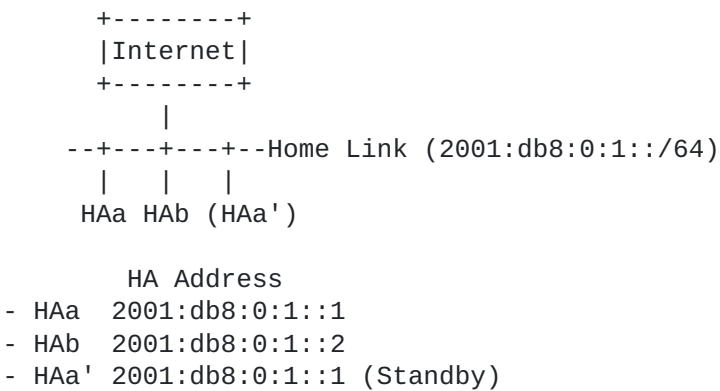 +--------+
|Internet|
+--------+
|
--+---+---+--Home Link (2001:db8:0:1::/64)
|   |   |
HAa HAb (HAa')
HA Address
- HAa  2001:db8:0:1::1
- HAb  2001:db8:0:1::2
- HAa' 2001:db8:0:1::1 (Standby)